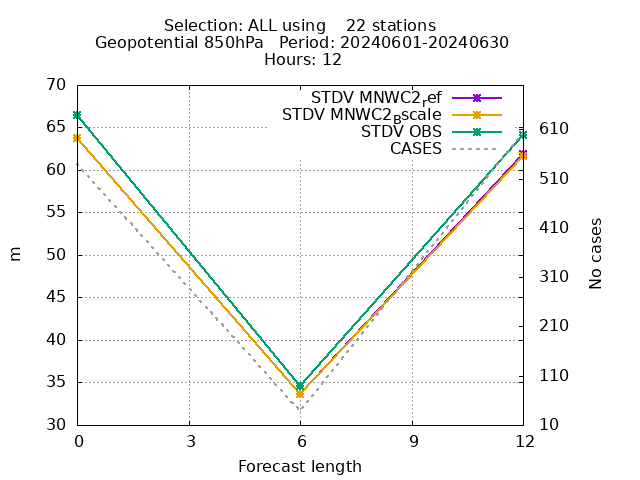 Selection: ALL using    22 stations
Geopotential 850hPa   Period: 20240601-20240630
Hours: 12
STDV MNWC2ref
STDV MNWC2Bscale
STDV OBS
CASES
70
65
60
55
50
45
40
35
30
m
610
510
410
310
210
110
10
No cases
0
3
6
9
12
Forecast length